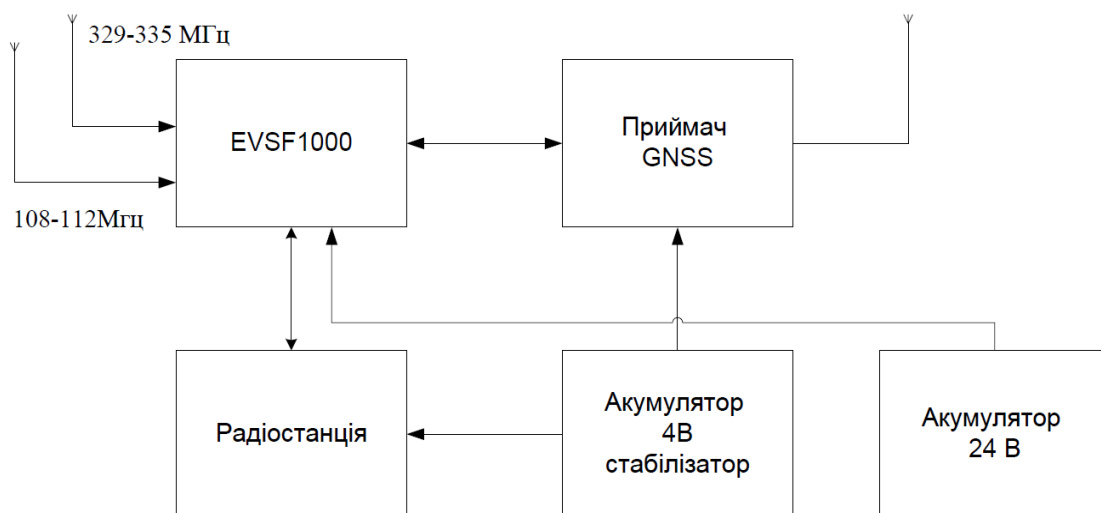 329-335 МГц
EVSF1000
Приймач
GNSS
108-112Мгц
Радіостанція
Акумулятор
4В
стабілізатор
Акумулятор
24 В